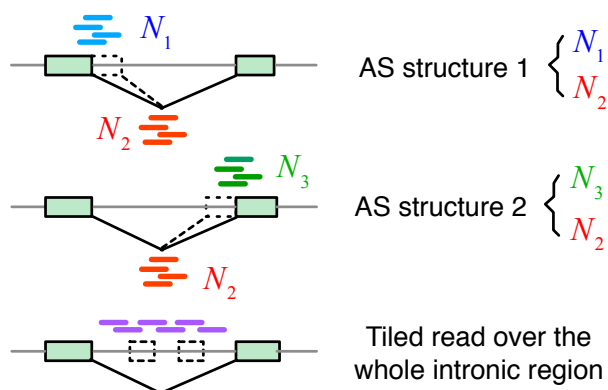 N1
AS structure 1
N1
N2
N2
N3
AS structure 2
N3
N2
N2
Tiled read over the
whole intronic region